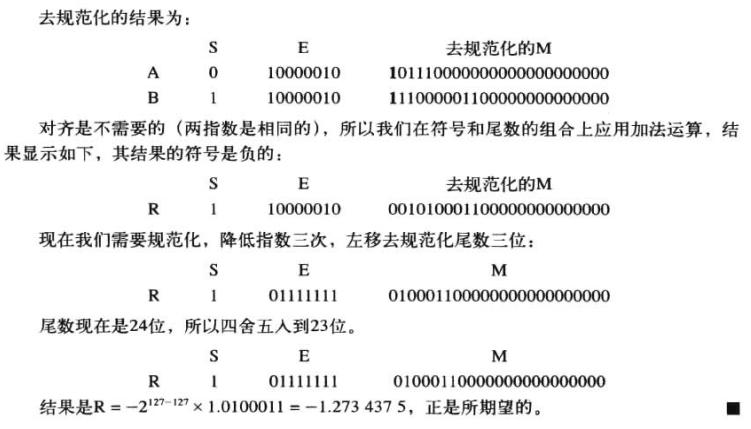 去规范化的结果为：
S E 去规范化的M
A 0 10000010 101110000000000000000000
B 1 10000010 111000001100000000000000
对齐是不需要的（两指数是相同的），所以我们在符号和尾数的组合上应用加法运算，结
果显示如下，其结果的符号是负的：
S E 去规范化的M
R 1 10000010 001010001100000000000000
现在我们需要规范化，降低指数三次，左移去规范化尾数三位：
S E M
R 1 01111111 010001100000000000000000
尾数现在是24位，所以四舍五入到23位。
S E M
R 1 01111111 01000110000000000000000
结果是R = −2¹²⁷⁻¹²⁷ × 1.0100011 = −1.273 437 5，正是所期望的。 ■